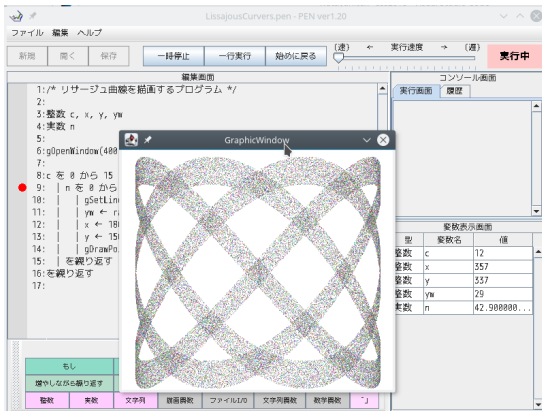 LissajousCurvers.pen - PEN ver1.20
ファイル 編集 ヘルプ
新規 開く 保存 一時停止 一行実行 始めに戻る (速) ← 実行速度 → (遅) 実行中
編集画面
1:/* リサージュ曲線を描画するプログラム */
2:
3:整数 c, x, y, yw
4:実数 n
5:
6:gOpenWindow(400
7:
8:c を 0 から 15
9: | n を 0 から
10: | | gSetLin
11: | | yw ← r
12: | | x ← 180
13: | | y ← 150
14: | | gDrawPo
15: | を繰り返す
16:を繰り返す
17:
GraphicWindow
コンソール画面
実行画面 履歴
変数表示画面
型 変数名 値
整数 c 12
整数 x 357
整数 y 337
整数 yw 29
実数 n 42.900000...
もし
増やしながら繰り返す
整数 実数 文字列 描画関数 ファイルI/O 文字列関数 数学関数